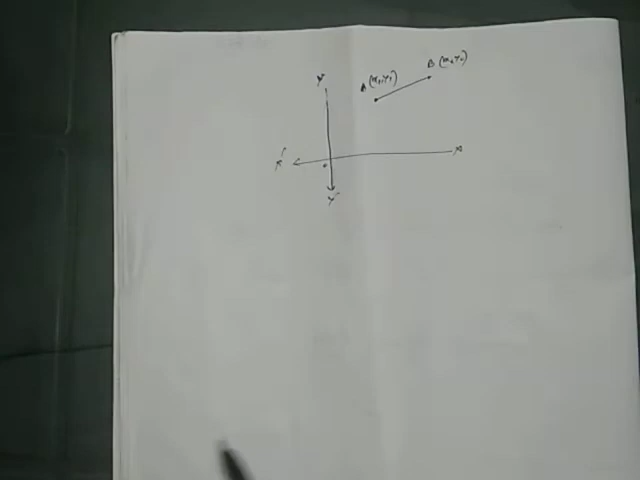 B (x₂, y₂)
A (x₁, y₁)
Y
X'
X
O
Y'